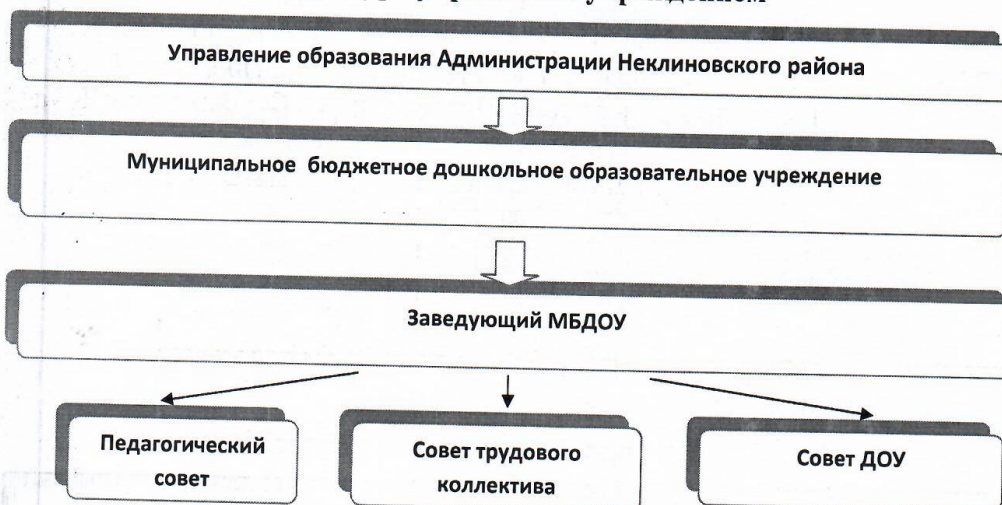 Управление образования Администрации Неклиновского района
Муниципальное бюджетное дошкольное образовательное учреждение
Заведующий МБДОУ
Педагогический
совет
Совет трудового
коллектива
Совет ДОУ